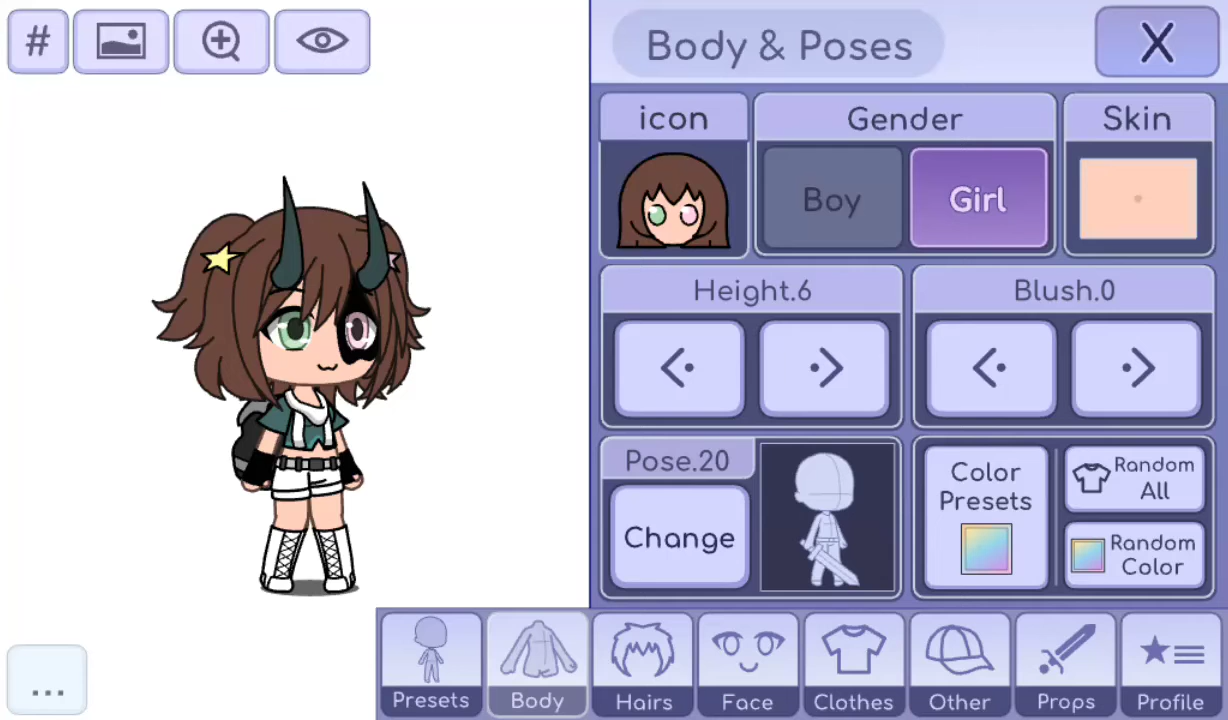 #
Body & Poses
X
icon
Gender
Skin
Boy
Girl
Height.6
Blush.0
Pose.20
Change
Color
Presets
Random
All
Random
Color
...
Presets
Body
Hairs
Face
Clothes
Other
Props
Profile